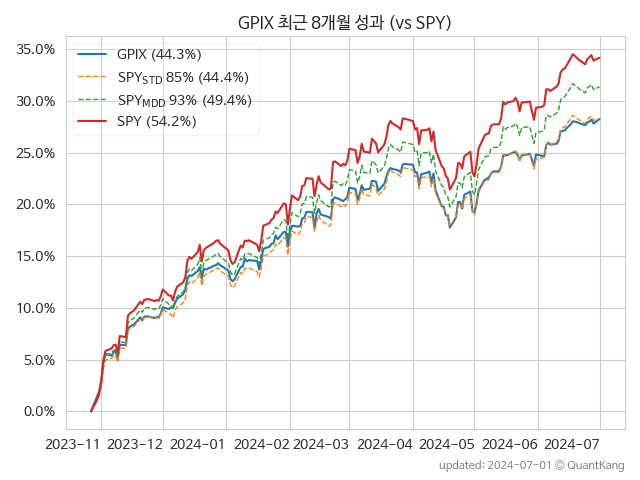 GPIX 최근 8개월 성과 (vs SPY)
35.0%
30.0%
25.0%
20.0%
15.0%
10.0%
5.0%
0.0%
GPIX (44.3%)
SPY_STD 85% (44.4%)
SPY_MDD 93% (49.4%)
SPY (54.2%)
2023-11 2023-12 2024-01 2024-02 2024-03 2024-04 2024-05 2024-06 2024-07
updated: 2024-07-01 © QuantKang